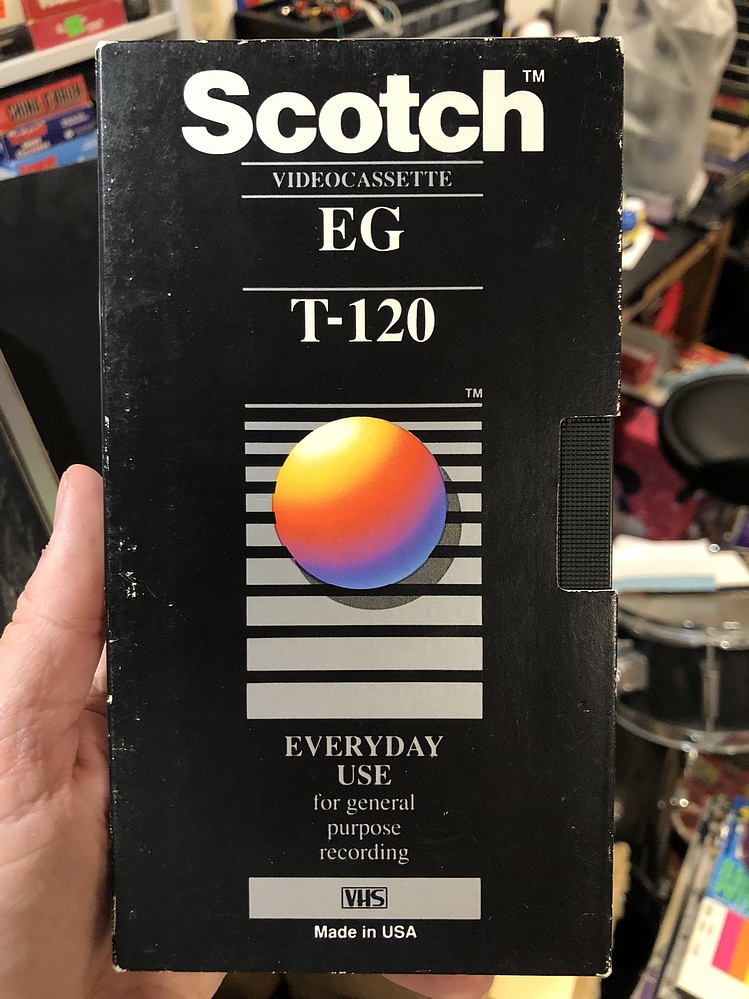 Scotch™
VIDEOCASSETTE
EG
T-120
TM
EVERYDAY
USE
for general
purpose
recording
VHS
Made in USA